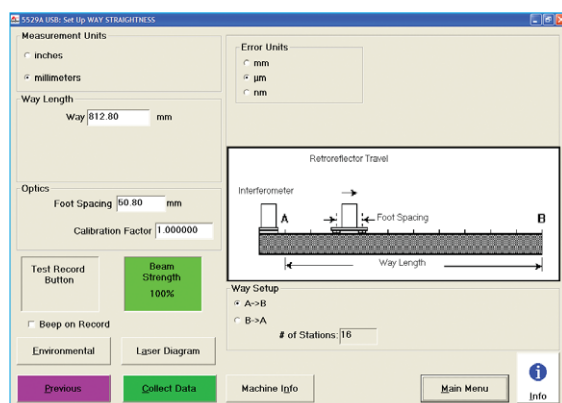 5529A USB: Set Up WAY STRAIGHTNESS
Measurement Units
inches
millimeters
Error Units
mm
µm
nm
Way Length
Way 812.80 mm
Optics
Foot Spacing 50.80 mm
Calibration Factor 1.000000
Retroreflector Travel
Interferometer
A
Foot Spacing
B
Way Length
Test Record
Button
Beam
Strength
100%
Beep on Record
Way Setup
A->B
B->A
# of Stations: 16
Environmental
Laser Diagram
Previous
Collect Data
Machine Info
Main Menu
i
Info